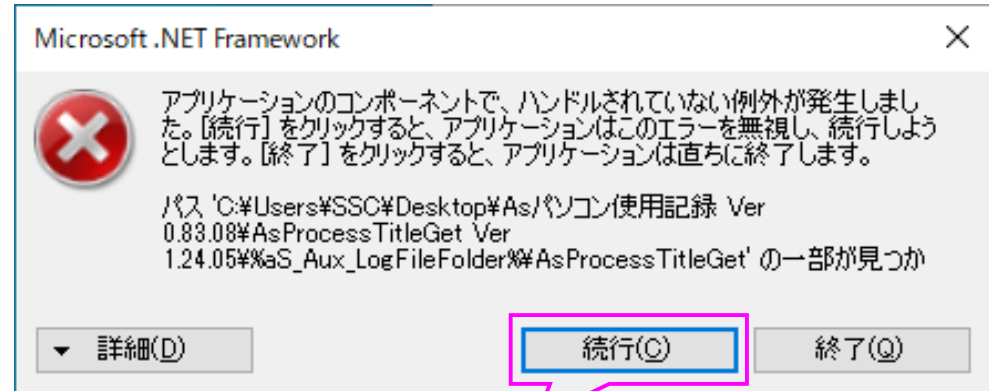 Microsoft .NET Framework
アプリケーションのコンポーネントで、ハンドルされていない例外が発生しまし
た。[続行] をクリックすると、アプリケーションはこのエラーを無視し、続行しよう
とします。[終了] をクリックすると、アプリケーションは直ちに終了します。
パス 'C:¥Users¥SSC¥Desktop¥Asパソコン使用記録 Ver
0.83.08¥AsProcessTitleGet Ver
1.24.05¥%aS_Aux_LogFileFolder%¥AsProcessTitleGet' の一部が見つか
詳細(D)
続行(C)
終了(Q)